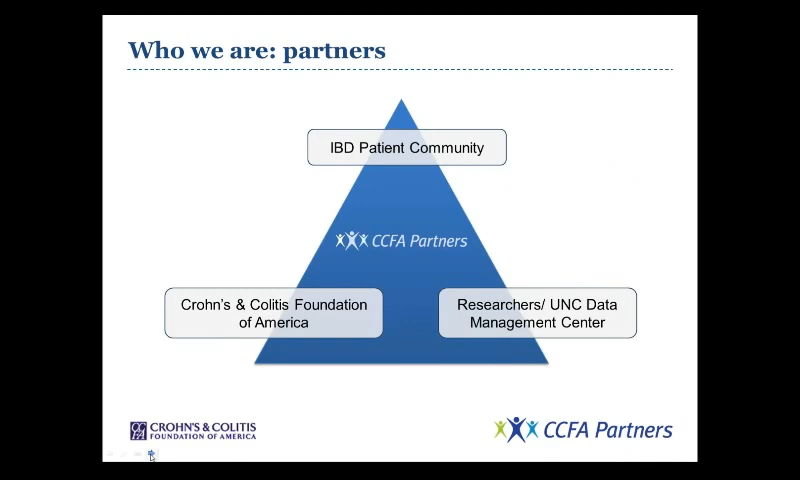 Who we are: partners
IBD Patient Community
CCFA Partners
Crohn's & Colitis Foundation
of America
Researchers/ UNC Data
Management Center
CROHN'S & COLITIS
FOUNDATION OF AMERICA
CCFA Partners